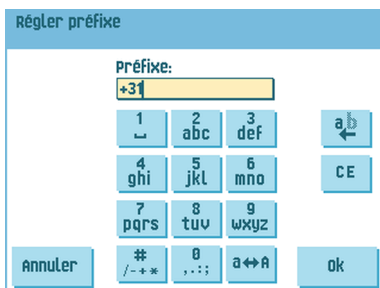 Régler préfixe
Préfixe:
+31
1 2 3
abc def
ab CE
4 5 6
ghi jkl mno
7 8 9
pqrs tuv wxyz
# 0 a↔A
/-+* ,.:;
Annuler Ok